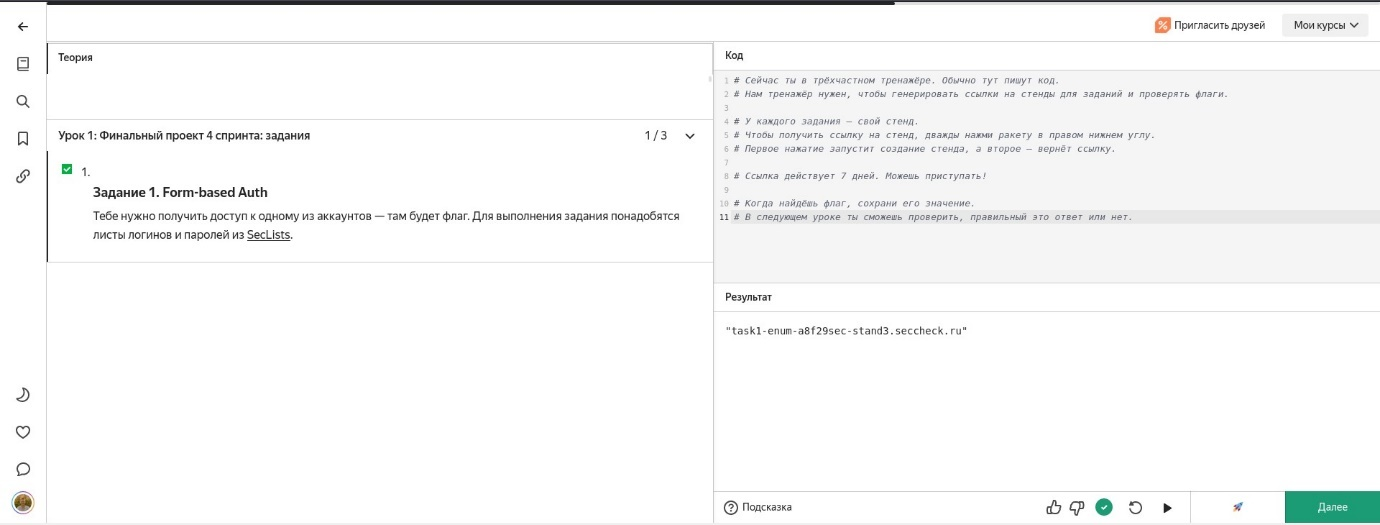 Пригласить друзей
Мои курсы
Теория
Код
1 # Сейчас ты в трёхчастном тренажёре. Обычно тут пишут код.
2 # Нам тренажёр нужен, чтобы генерировать ссылки на стенды для заданий и проверять флаги.
3
4 # У каждого задания — свой стенд.
5 # Чтобы получить ссылку на стенд, дважды нажми ракету в правом нижнем углу.
6 # Первое нажатие запустит создание стенда, а второе — вернёт ссылку.
7
8 # Ссылка действует 7 дней. Можешь приступать!
9
10 # Когда найдёшь флаг, сохрани его значение.
11 # В следующем уроке ты сможешь проверить, правильный это ответ или нет.
Урок 1: Финальный проект 4 спринта: задания 1 / 3
1.
Задание 1. Form-based Auth
Тебе нужно получить доступ к одному из аккаунтов — там будет флаг. Для выполнения задания понадобятся
листы логинов и паролей из SecLists.
Результат
"task1-enum-a8f29sec-stand3.seccheck.ru"
Подсказка
Далее